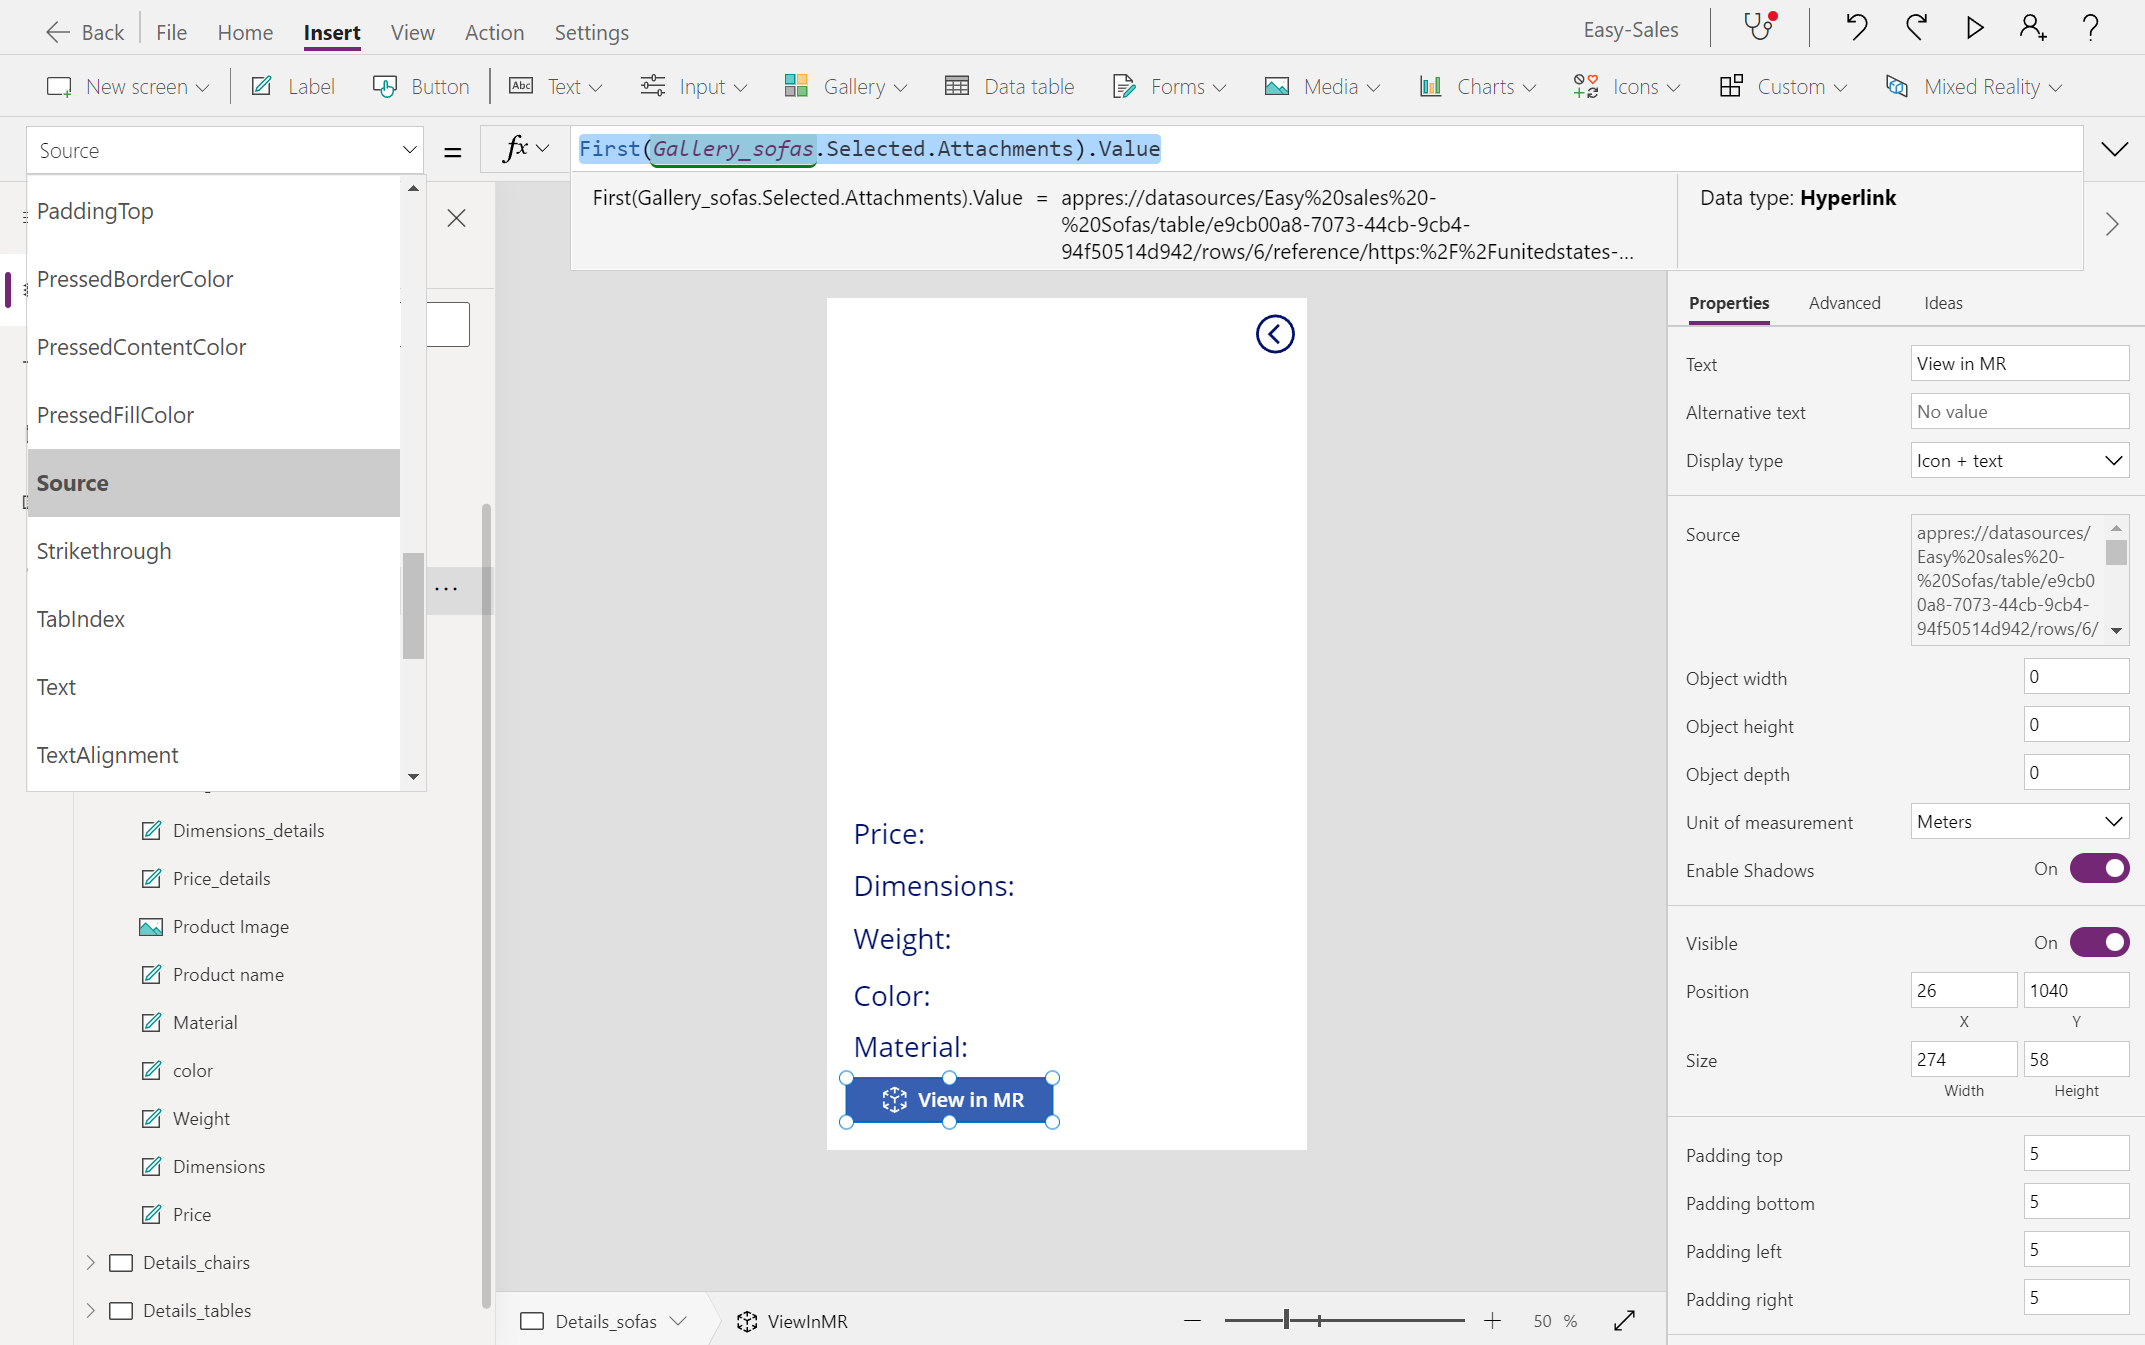 Back File Home Insert View Action Settings Easy-Sales
New screen Label Button Abc Text Input Gallery Data table Forms Media Charts Icons Custom Mixed Reality
Source = fx First(Gallery_sofas.Selected.Attachments).Value
First(Gallery_sofas.Selected.Attachments).Value = appres://datasources/Easy%20sales%20-
%20Sofas/table/e9cb00a8-7073-44cb-9cb4-
94f50514d942/rows/6/reference/https:%2F%2Funitedstates-...
Data type: Hyperlink
PaddingTop
PressedBorderColor
PressedContentColor
PressedFillColor
Source
Strikethrough
TabIndex
Text
TextAlignment
Dimensions_details
Price_details
Product Image
Product name
Material
color
Weight
Dimensions
Price
Details_chairs
Details_tables
Price:
Dimensions:
Weight:
Color:
Material:
View in MR
Details_sofas ViewInMR 50 %
Properties Advanced Ideas
Text View in MR
Alternative text No value
Display type Icon + text
Source appres://datasources/
Easy%20sales%20-
%20Sofas/table/e9cb0
0a8-7073-44cb-9cb4-
94f50514d942/rows/6/
Object width 0
Object height 0
Object depth 0
Unit of measurement Meters
Enable Shadows On
Visible On
Position 26 1040
X Y
Size 274 58
Width Height
Padding top 5
Padding bottom 5
Padding left 5
Padding right 5